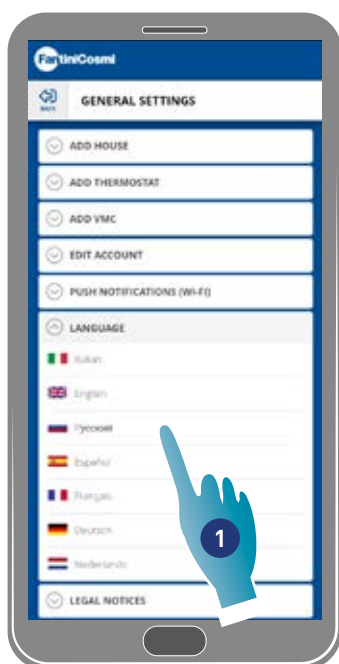 FantiniCosmi
BACK
GENERAL SETTINGS
ADD HOUSE
ADD THERMOSTAT
ADD VMC
EDIT ACCOUNT
PUSH NOTIFICATIONS (WI-FI)
LANGUAGE
Italian
English
Русский
Español
Français
Deutsch
Nederlands
1
LEGAL NOTICES